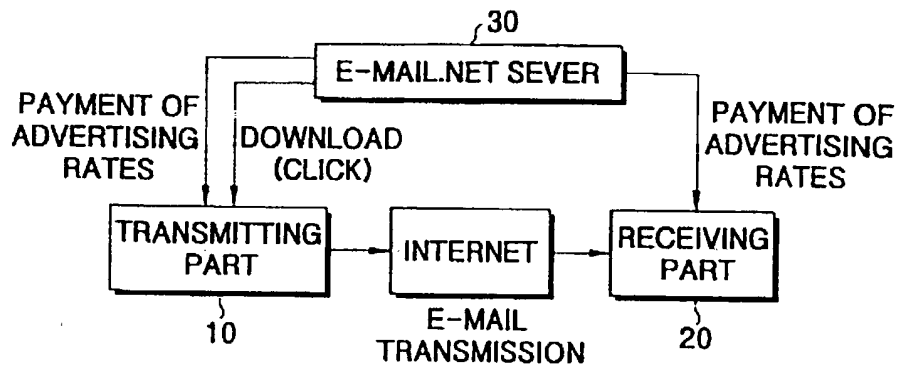 30
E-MAIL.NET SEVER
PAYMENT OF
ADVERTISING
RATES
DOWNLOAD
(CLICK)
PAYMENT OF
ADVERTISING
RATES
TRANSMITTING
PART
INTERNET
RECEIVING
PART
10
E-MAIL
TRANSMISSION
20